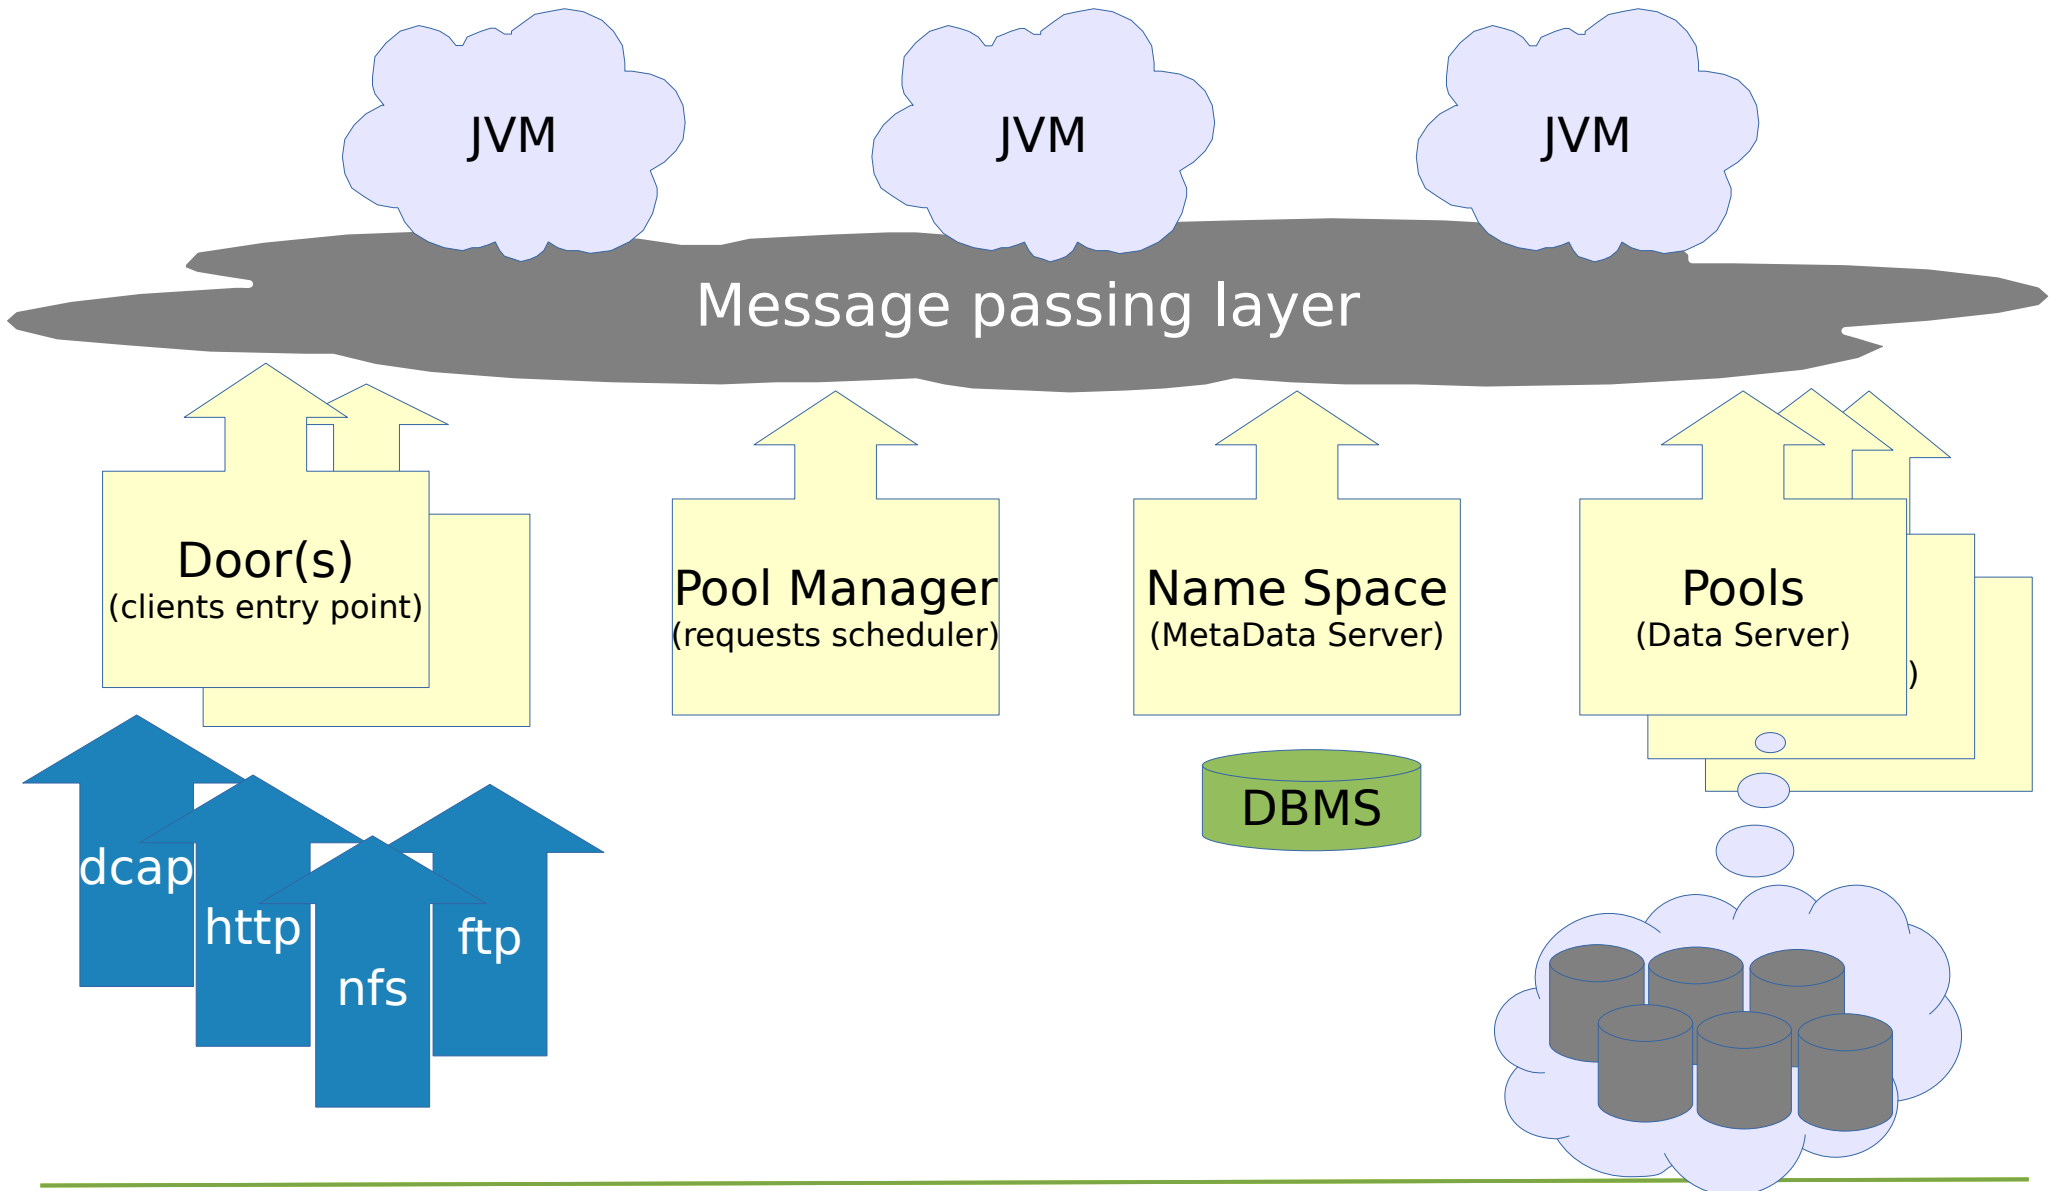 JVM
JVM
JVM
Message passing layer
Door(s)
(clients entry point)
Pool Manager
(requests scheduler)
Name Space
(MetaData Server)
Pools
(Data Server)
)
DBMS
dcap
http
nfs
ftp